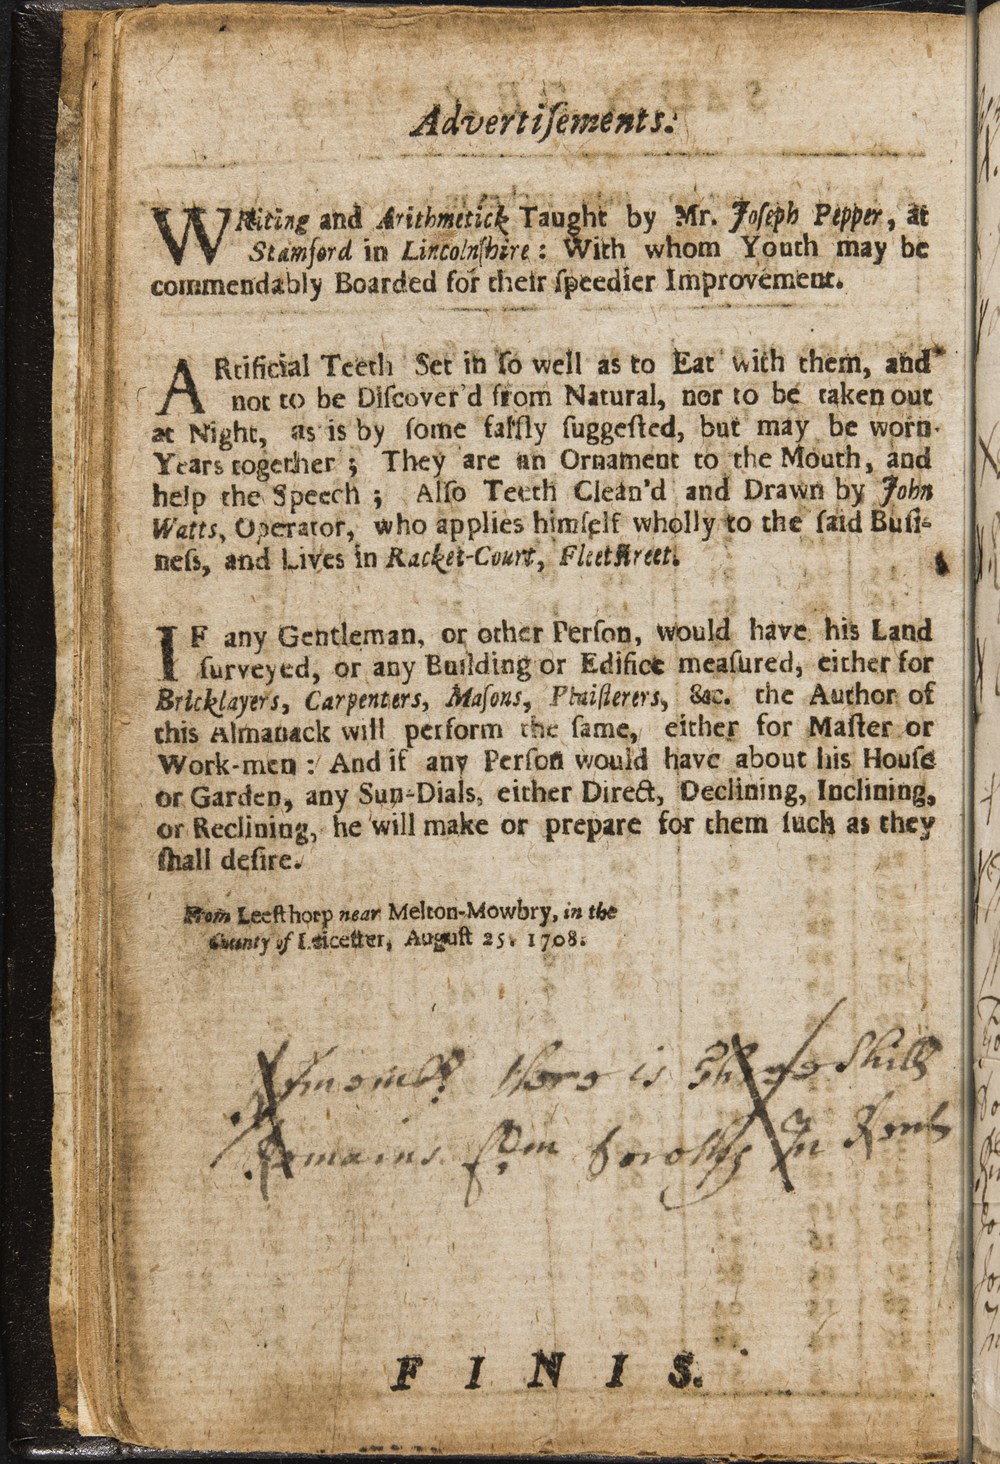 Advertiſements.
WRiting and Arithmetick Taught by Mr. Joſeph Pepper, at
Stamford in Lincolnſhire: With whom Youth may be
commendably Boarded for their ſpeedier Improvement.
ARtificial Teeth Set in ſo well as to Eat with them, and
not to be Diſcover'd from Natural, nor to be taken out
at Night, as is by ſome falſly ſuggeſted, but may be worn
Years together; They are an Ornament to the Mouth, and
help the Speech; Alſo Teeth Clean'd and Drawn by John
Watts, Operator, who applies himſelf wholly to the ſaid Buſi-
neſs, and Lives in Racket-Court, Fleetſtreet.
IF any Gentleman, or other Perſon, would have his Land
ſurveyed, or any Building or Edifice meaſured, either for
Bricklayers, Carpenters, Maſons, Plaiſterers, &c. the Author of
this Almanack will perform the ſame, either for Maſter or
Work-men: And if any Perſon would have about his Houſe
or Garden, any Sun-Dials, either Direct, Declining, Inclining,
or Reclining, he will make or prepare for them ſuch as they
ſhall deſire.
From Leeſthorp near Melton-Mowbry, in the
County of Leiceſter, Auguſt 25. 1708.
there is Shill
Remains In Rent
FINIS.